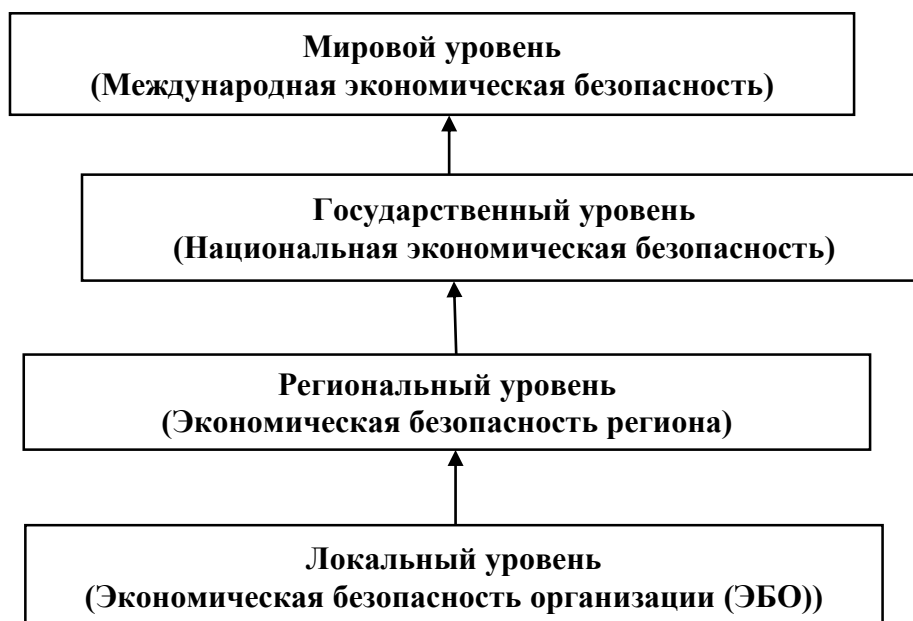 Мировой уровень
(Международная экономическая безопасность)
Государственный уровень
(Национальная экономическая безопасность)
Региональный уровень
(Экономическая безопасность региона)
Локальный уровень
(Экономическая безопасность организации (ЭБО))